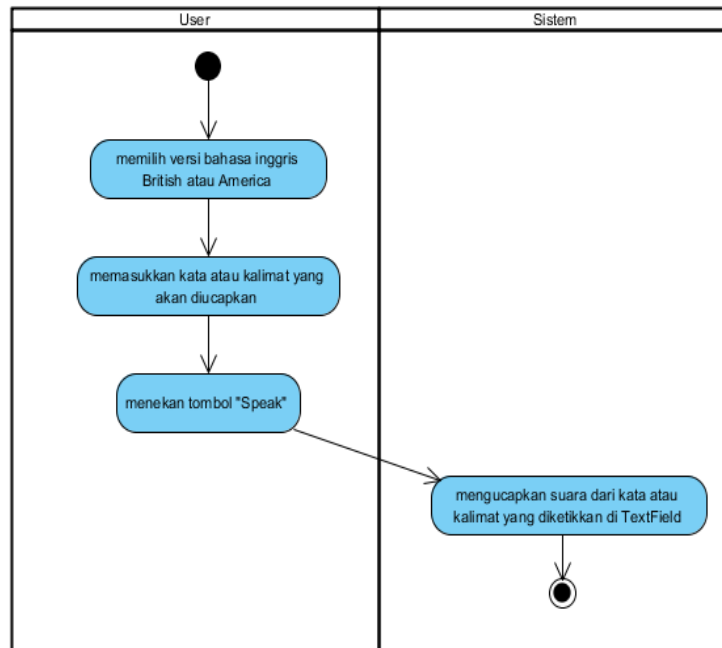 User
Sistem
memilih versi bahasa inggris
British atau America
memasukkan kata atau kalimat yang
akan diucapkan
menekan tombol "Speak"
mengucapkan suara dari kata atau
kalimat yang diketikkan di TextField